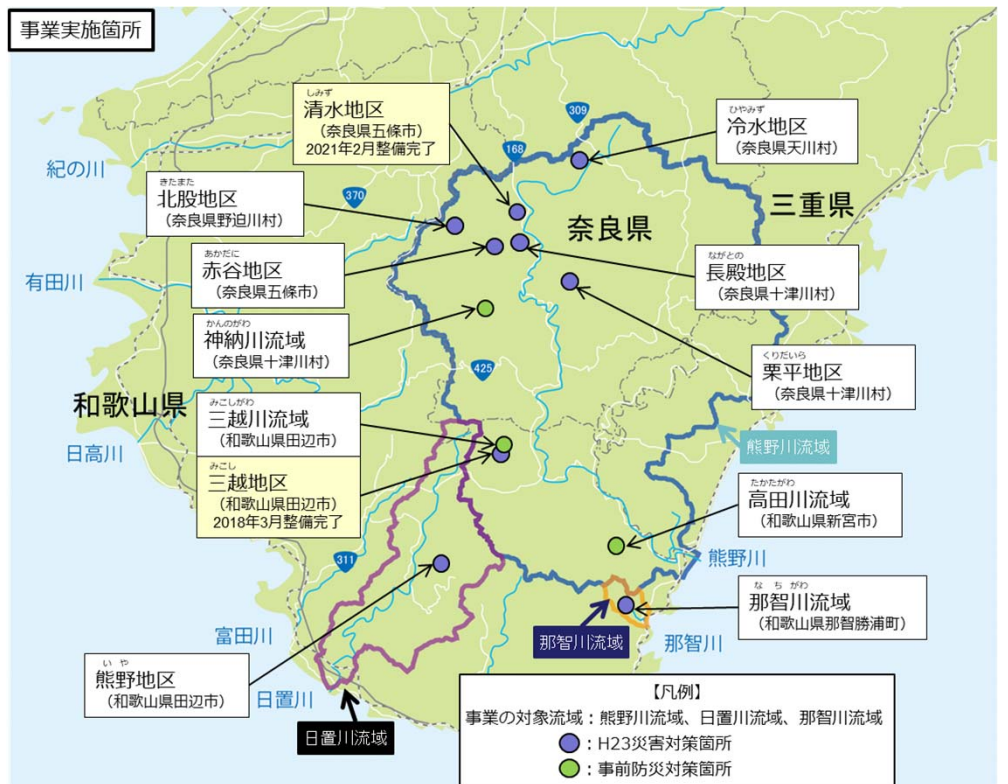 事業実施箇所
しみず
清水地区
（奈良県五條市）
2021年2月整備完了
309
ひやみず
冷水地区
（奈良県天川村）
168
紀の川
きたまた
北股地区
（奈良県野迫川村）
370
奈良県
三重県
あかだに
赤谷地区
（奈良県五條市）
ながとの
長殿地区
（奈良県十津川村）
有田川
かんのがわ
神納川流域
（奈良県十津川村）
くりだいら
栗平地区
（奈良県十津川村）
425
和歌山県
みこしがわ
三越川流域
（和歌山県田辺市）
日高川
熊野川流域
みこし
三越地区
（和歌山県田辺市）
2018年3月整備完了
たかたがわ
高田川流域
（和歌山県新宮市）
311
熊野川
なちがわ
那智川流域
（和歌山県那智勝浦町）
富田川
那智川流域
那智川
いや
熊野地区
（和歌山県田辺市）
日置川
日置川流域
【凡例】
事業の対象流域：熊野川流域、日置川流域、那智川流域
：H23災害対策箇所
：事前防災対策箇所